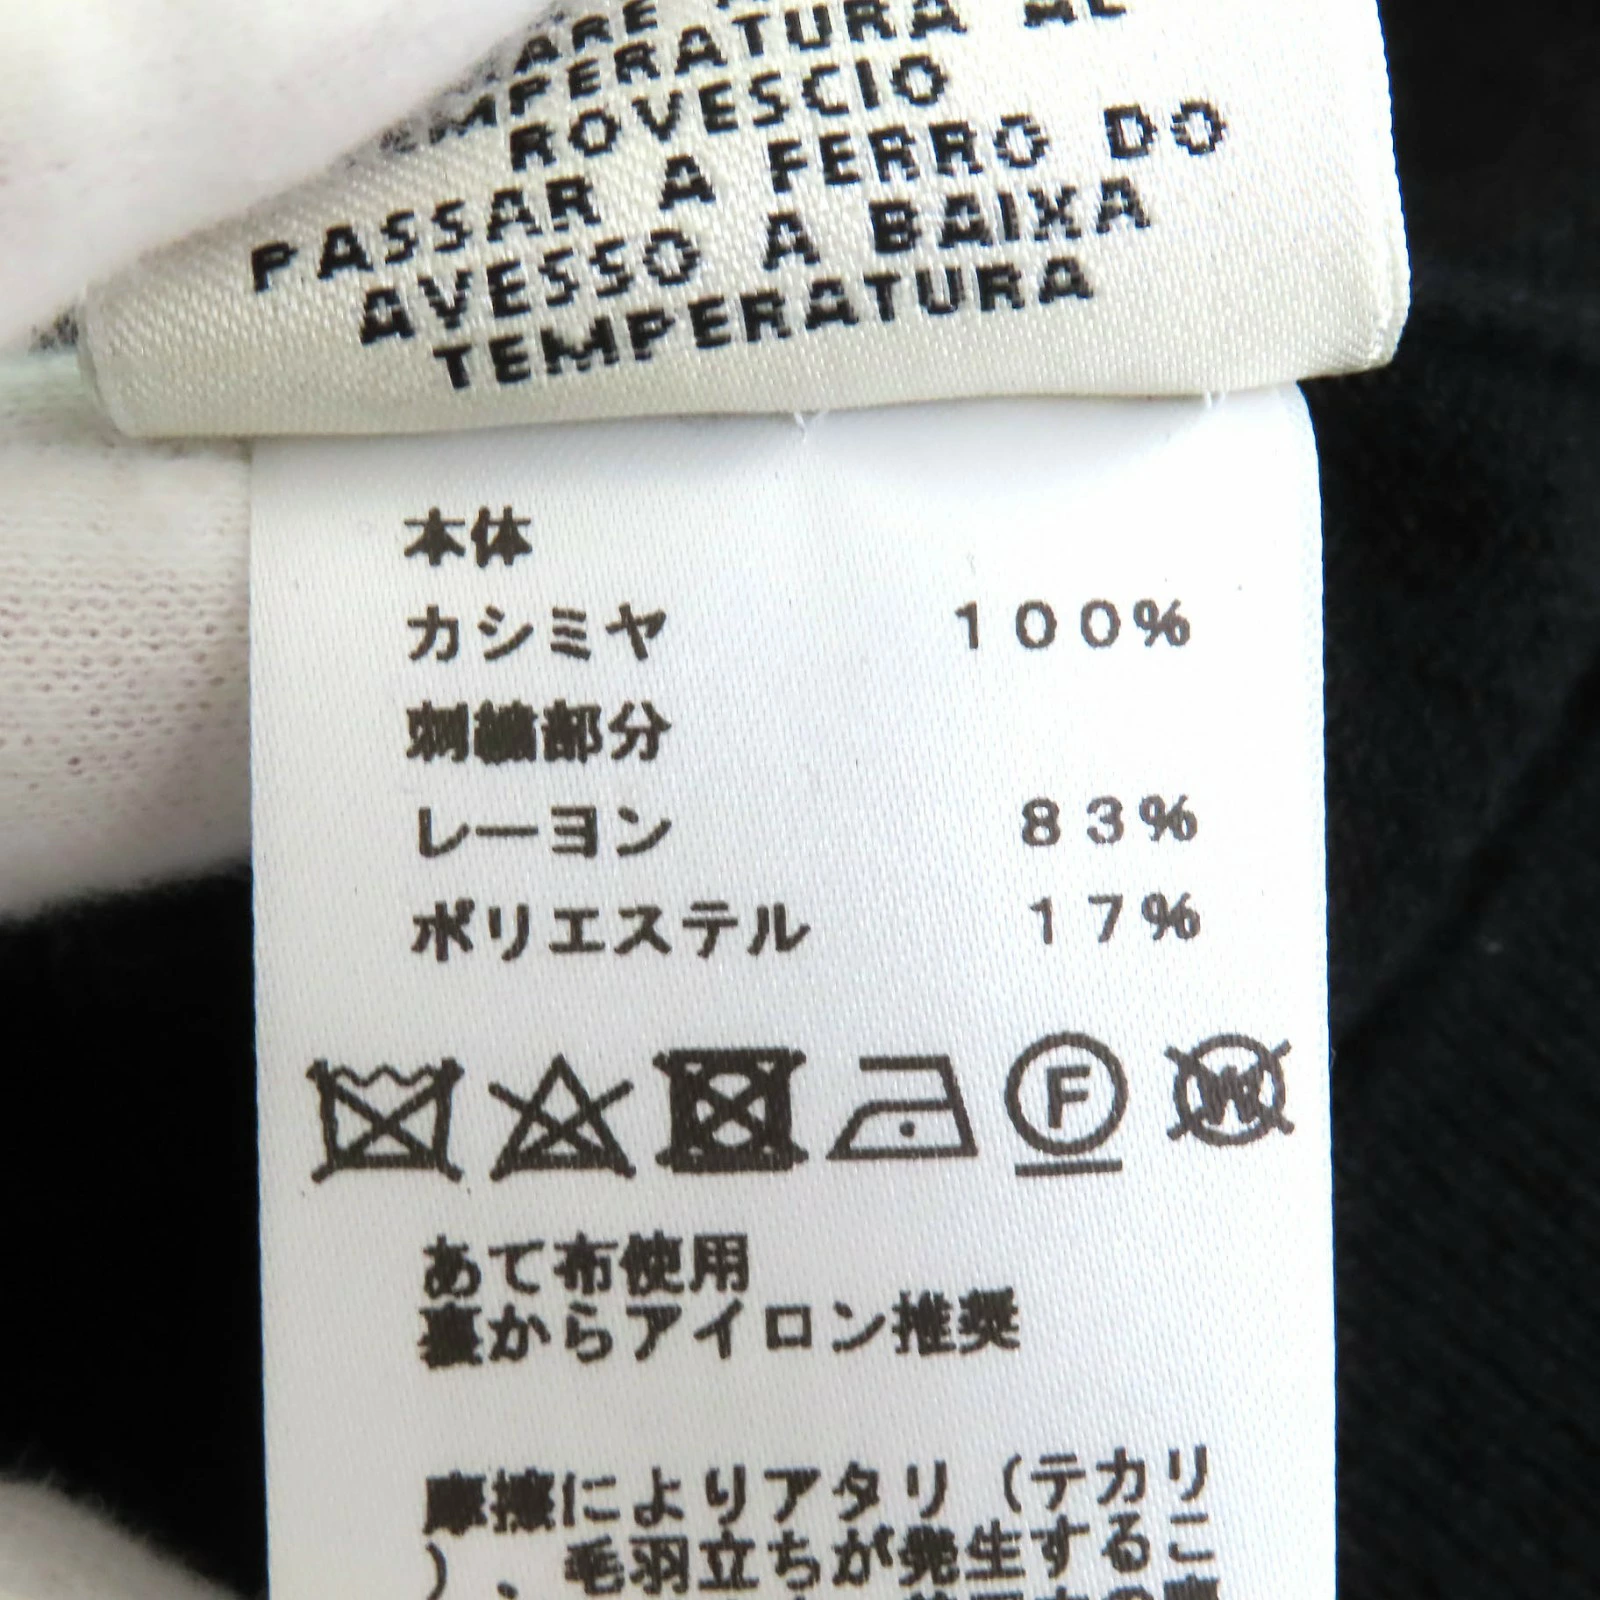 TEMPERATURA AL
ROVESCIO
PASSAR A FERRO DO
AVESSO A BAIXA
TEMPERATURA
本体
カシミヤ 100%
刺繍部分
レーヨン 83%
ポリエステル 17%
F
W
あて布使用
裏からアイロン推奨
摩擦によりアタリ（テカリ
）、毛羽立ちが発生するこ